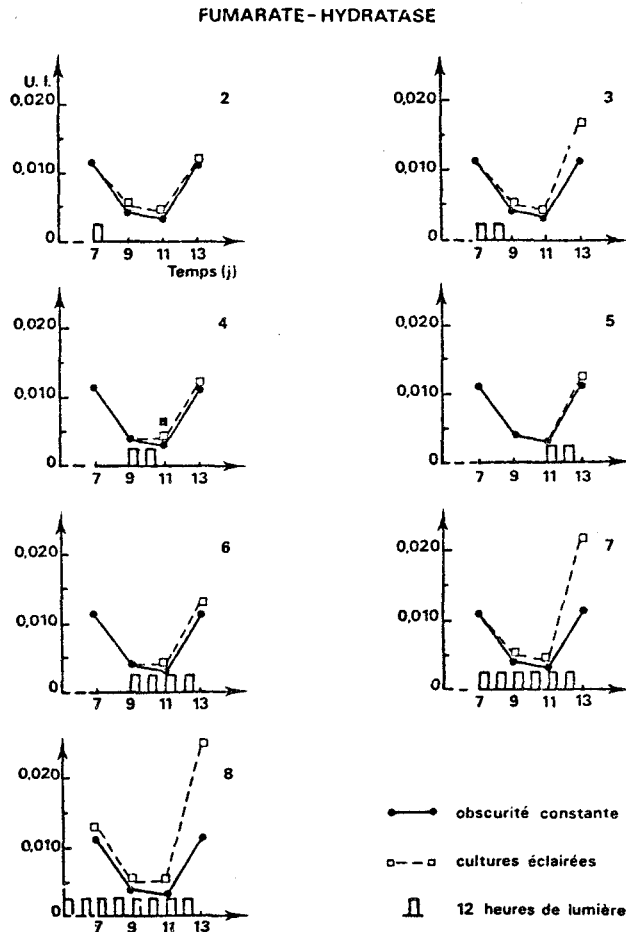 FUMARATE-HYDRATASE
U. I.
0,020
0,010
0
2
7 9 11 13
Temps (j)
3
0,020
0,010
0
7 9 11 13
4
0,020
0,010
0
7 9 11 13
5
0,020
0,010
0
7 9 11 13
6
0,020
0,010
0
7 9 11 13
7
0,020
0,010
0
7 9 11 13
8
0,020
0,010
0
7 9 11 13
obscurité constante
cultures éclairées
12 heures de lumière